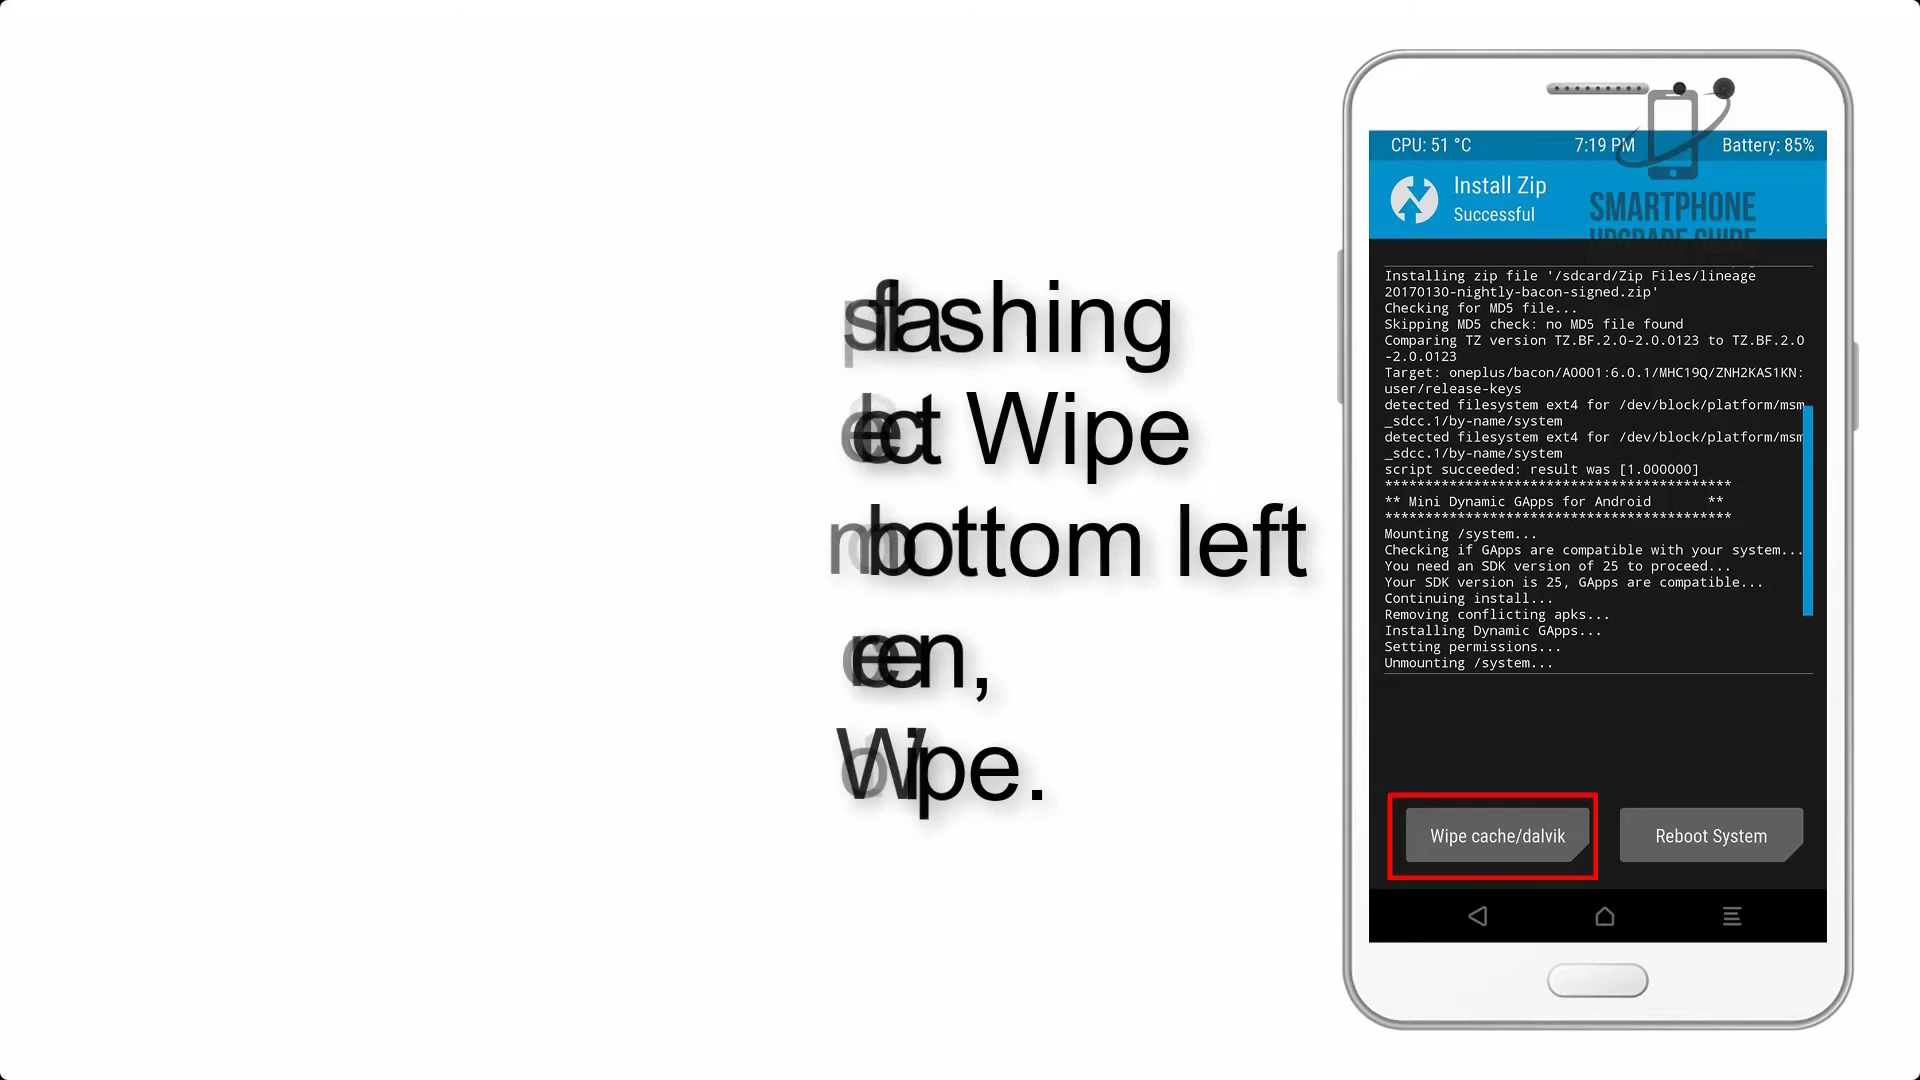 flashing
Wipe
bottom left
Wipe.
CPU: 51 °C 7:19 PM Battery: 85%
Install Zip
Successful
SMARTPHONE
UPGRADE GUIDE
Installing zip file '/sdcard/Zip Files/lineage
20170130-nightly-bacon-signed.zip'
Checking for MD5 file...
Skipping MD5 check: no MD5 file found
Comparing TZ version TZ.BF.2.0-2.0.0123 to TZ.BF.2.0
-2.0.0123
Target: oneplus/bacon/A0001:6.0.1/MHC19Q/ZNH2KAS1KN:
user/release-keys
detected filesystem ext4 for /dev/block/platform/msm
_sdcc.1/by-name/system
detected filesystem ext4 for /dev/block/platform/msm
_sdcc.1/by-name/system
script succeeded: result was [1.000000]
*******************************************
** Mini Dynamic GApps for Android **
*******************************************
Mounting /system...
Checking if GApps are compatible with your system...
You need an SDK version of 25 to proceed...
Your SDK version is 25, GApps are compatible...
Continuing install...
Removing conflicting apks...
Installing Dynamic GApps...
Setting permissions...
Unmounting /system...
Wipe cache/dalvik
Reboot System